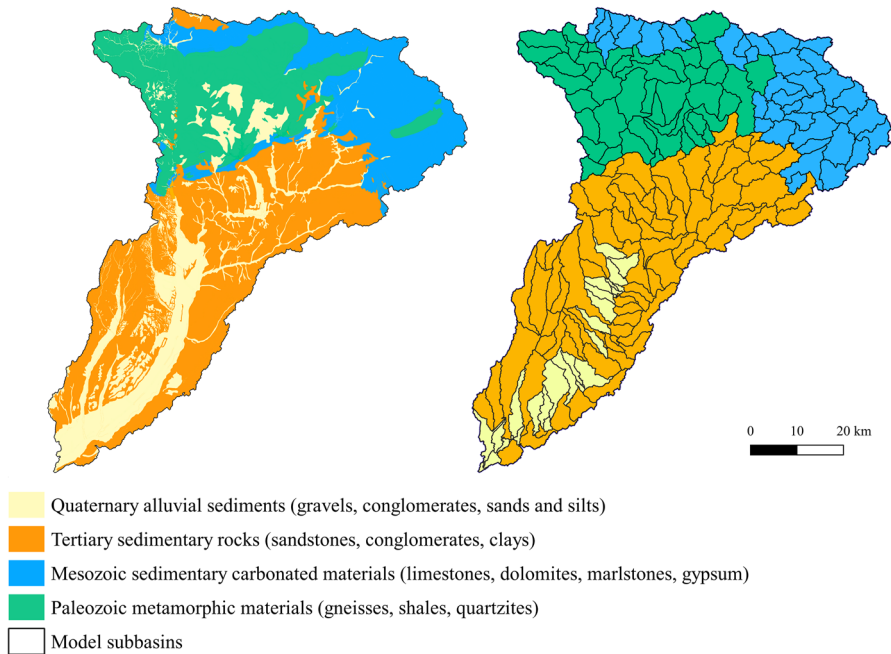 0 10 20 km
Quaternary alluvial sediments (gravels, conglomerates, sands and silts)
Tertiary sedimentary rocks (sandstones, conglomerates, clays)
Mesozoic sedimentary carbonated materials (limestones, dolomites, marlstones, gypsum)
Paleozoic metamorphic materials (gneisses, shales, quartzites)
Model subbasins